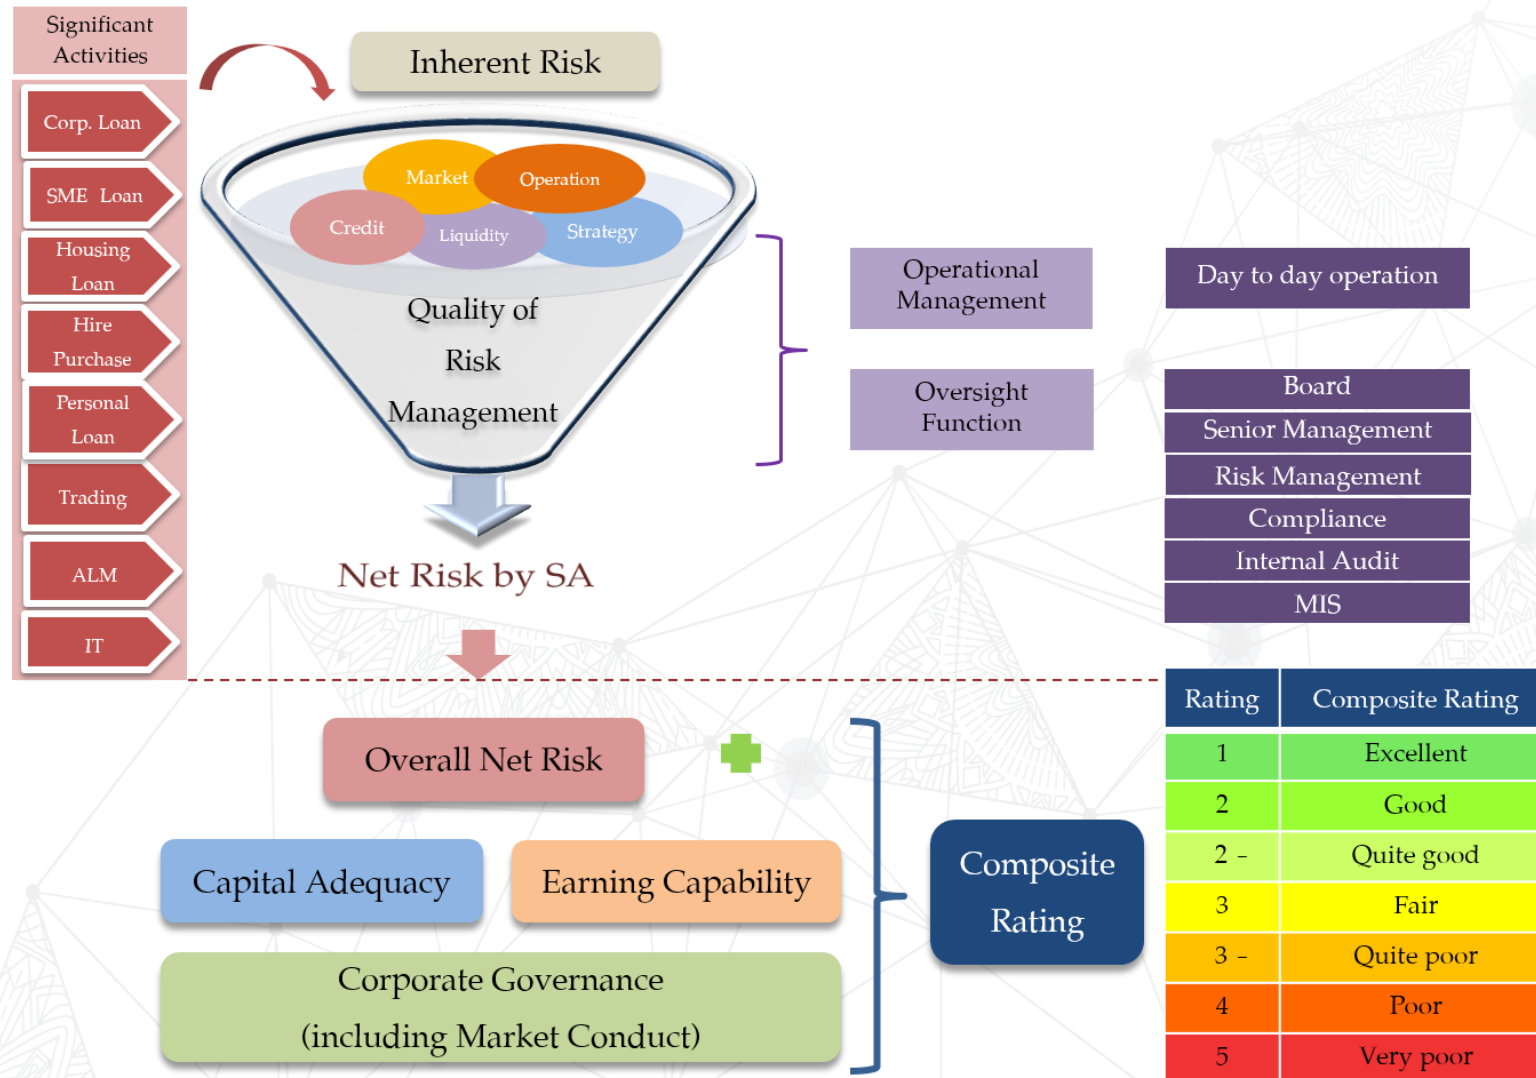 Significant
Activities
Corp. Loan
SME Loan
Housing
Loan
Hire
Purchase
Personal
Loan
Trading
ALM
IT
Inherent Risk
Market
Operation
Credit
Liquidity
Strategy
Quality of
Risk
Management
Net Risk by SA
Operational
Management
Oversight
Function
Day to day operation
Board
Senior Management
Risk Management
Compliance
Internal Audit
MIS
Overall Net Risk
Capital Adequacy
Earning Capability
Corporate Governance
(including Market Conduct)
Composite
Rating
Rating Composite Rating
1 Excellent
2 Good
2 - Quite good
3 Fair
3 - Quite poor
4 Poor
5 Very poor